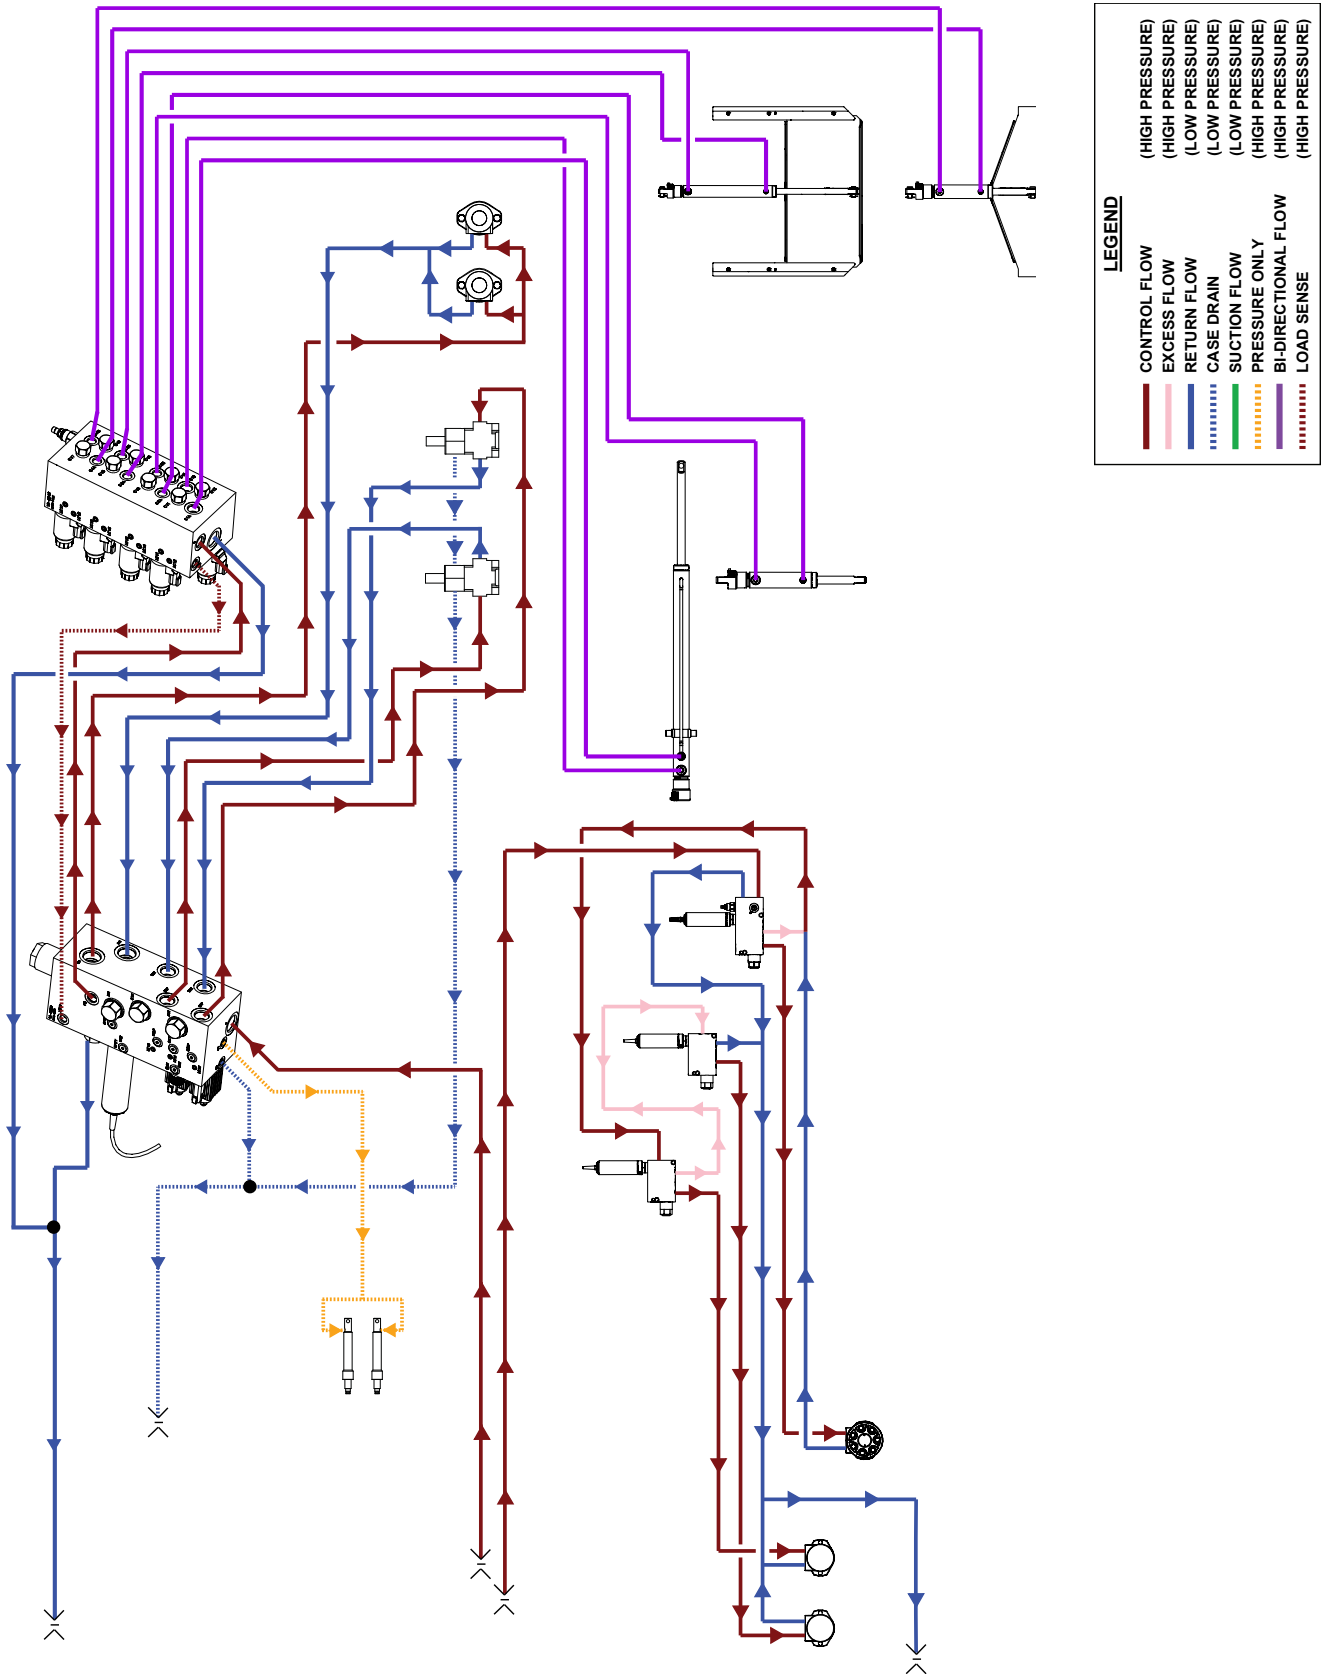 LEGEND
CONTROL FLOW (HIGH PRESSURE)
EXCESS FLOW (HIGH PRESSURE)
RETURN FLOW (LOW PRESSURE)
CASE DRAIN (LOW PRESSURE)
SUCTION FLOW (LOW PRESSURE)
PRESSURE ONLY (HIGH PRESSURE)
BI-DIRECTIONAL FLOW (HIGH PRESSURE)
LOAD SENSE (HIGH PRESSURE)